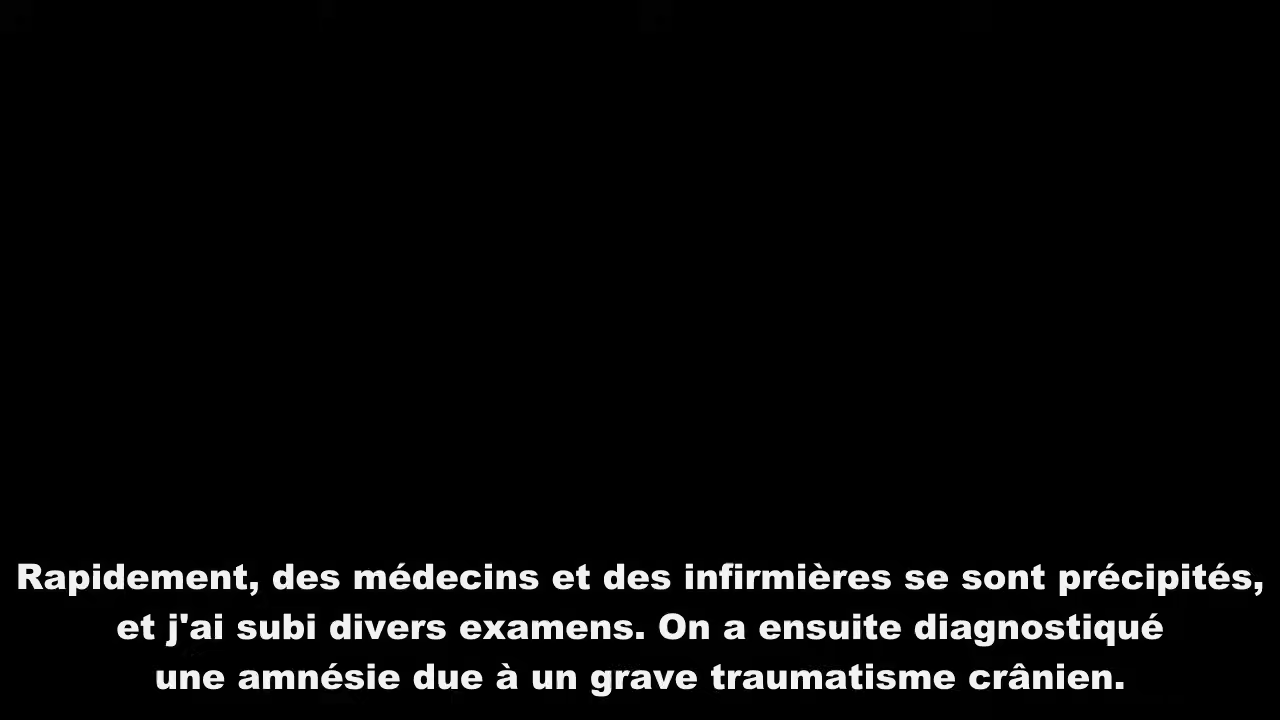 Rapidement, des médecins et des infirmières se sont précipités,
et j'ai subi divers examens. On a ensuite diagnostiqué
une amnésie due à un grave traumatisme crânien.